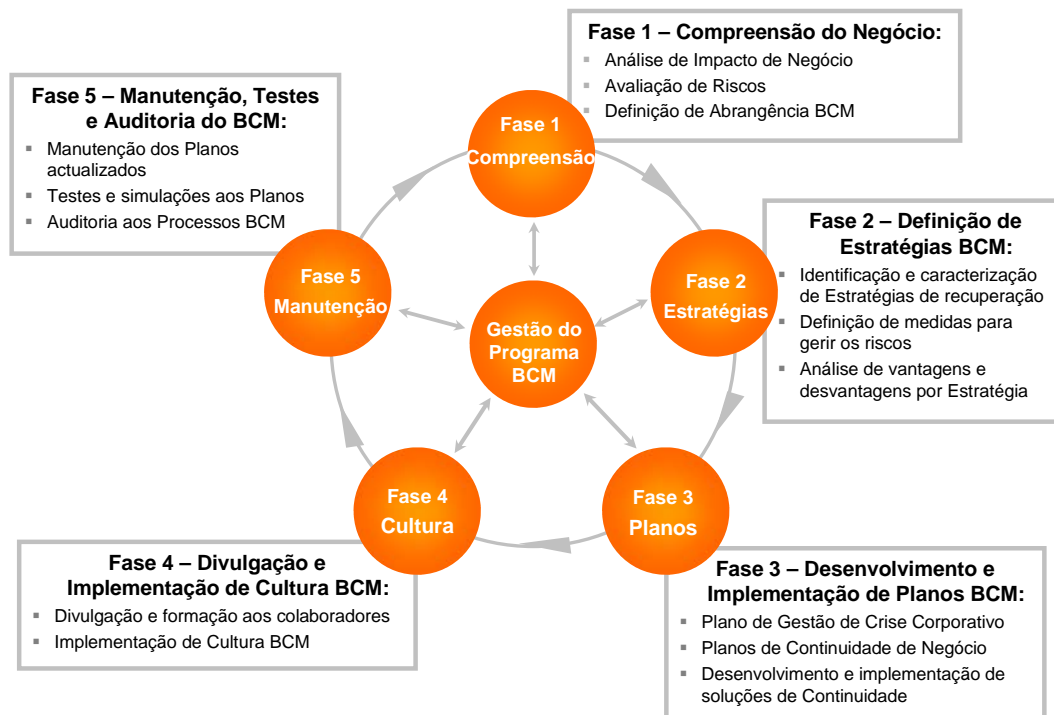 Fase 1 – Compreensão do Negócio:
Análise de Impacto de Negócio
Avaliação de Riscos
Definição de Abrangência BCM
Fase 5 – Manutenção, Testes
e Auditoria do BCM:
Manutenção dos Planos
actualizados
Testes e simulações aos Planos
Auditoria aos Processos BCM
Fase 1
Compreensão
Fase 2 – Definição de
Estratégias BCM:
Identificação e caracterização
de Estratégias de recuperação
Definição de medidas para
gerir os riscos
Análise de vantagens e
desvantagens por Estratégia
Fase 5
Manutenção
Fase 2
Estratégias
Gestão do
Programa
BCM
Fase 4
Cultura
Fase 3
Planos
Fase 4 – Divulgação e
Implementação de Cultura BCM:
Divulgação e formação aos colaboradores
Implementação de Cultura BCM
Fase 3 – Desenvolvimento e
Implementação de Planos BCM:
Plano de Gestão de Crise Corporativo
Planos de Continuidade de Negócio
Desenvolvimento e implementação de
soluções de Continuidade